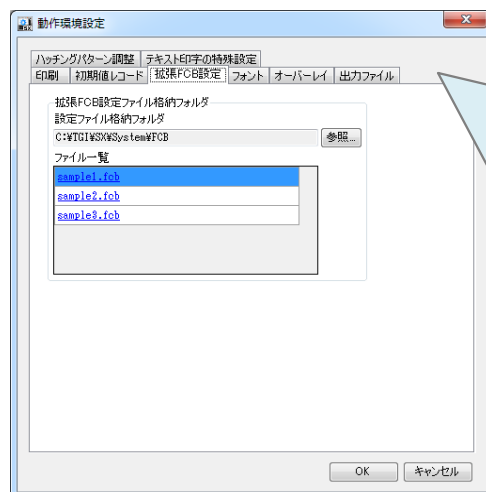 動作環境設定
ハッチングパターン調整 テキスト印字の特殊設定
印刷 初期値レコード 拡張FCB設定 フォント オーバーレイ 出力ファイル
拡張FCB設定ファイル格納フォルダ
設定ファイル格納フォルダ
C:¥TGI¥SX¥System¥FCB 参照...
ファイル一覧
sample1.fcb
sample2.fcb
sample3.fcb
OK キャンセル